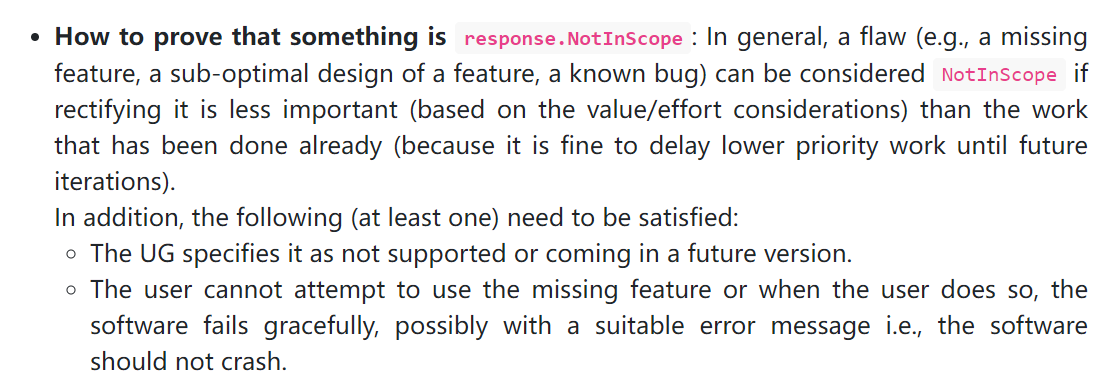 • How to prove that something is response.NotInScope: In general, a flaw (e.g., a missing
feature, a sub-optimal design of a feature, a known bug) can be considered NotInScope if
rectifying it is less important (based on the value/effort considerations) than the work
that has been done already (because it is fine to delay lower priority work until future
iterations).
In addition, the following (at least one) need to be satisfied:
◦ The UG specifies it as not supported or coming in a future version.
◦ The user cannot attempt to use the missing feature or when the user does so, the
software fails gracefully, possibly with a suitable error message i.e., the software
should not crash.